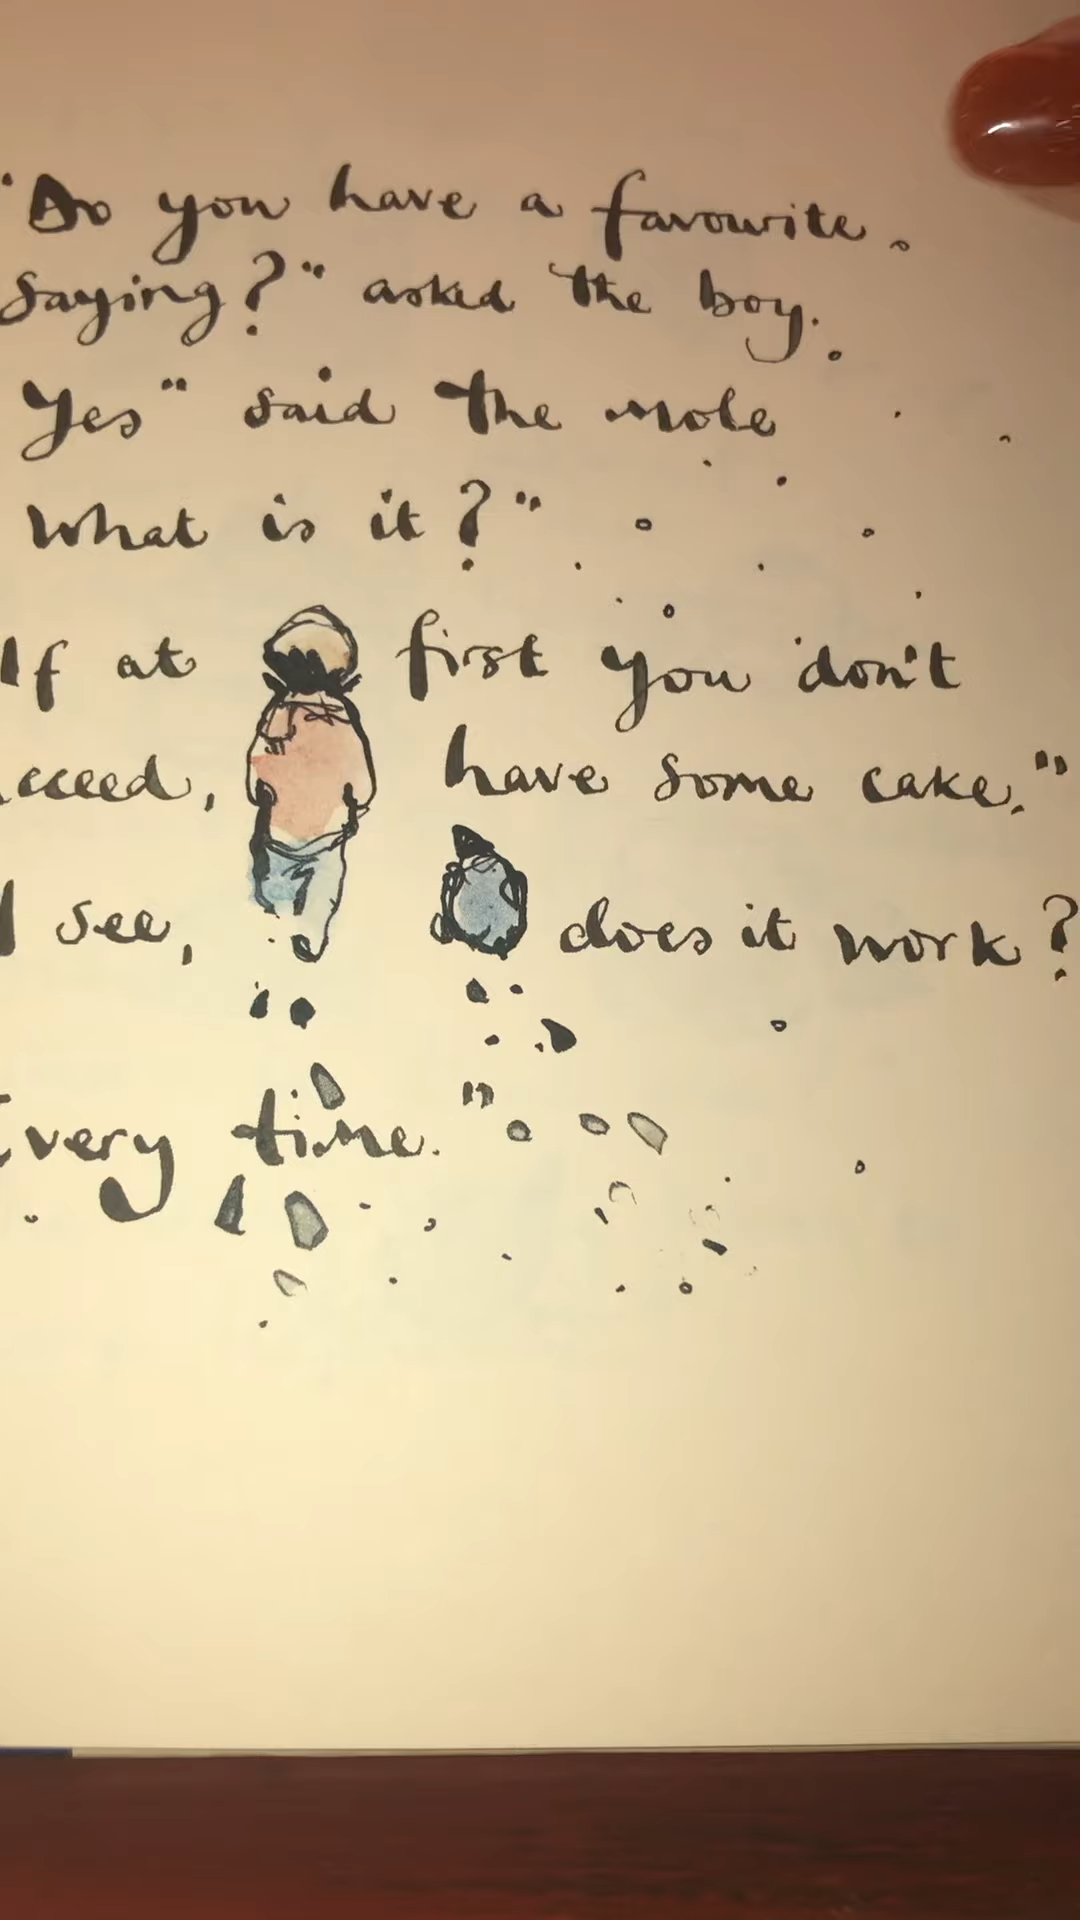 "Do you have a favourite
saying?" asked the boy.
Yes" said the mole
What is it?"
If at first you don't
cceed, have some cake."
I see, does it work?
Every time."